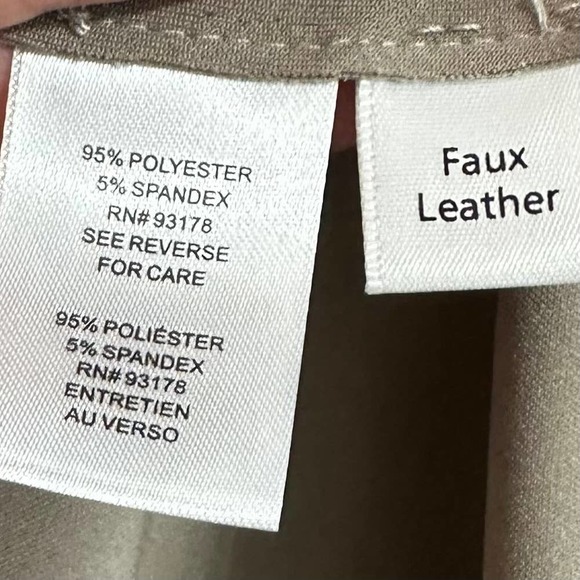 95% POLYESTER
5% SPANDEX
RN# 93178
SEE REVERSE
FOR CARE
95% POLIÉSTER
5% SPANDEX
RN# 93178
ENTRETIEN
AU VERSO
Faux
Leather